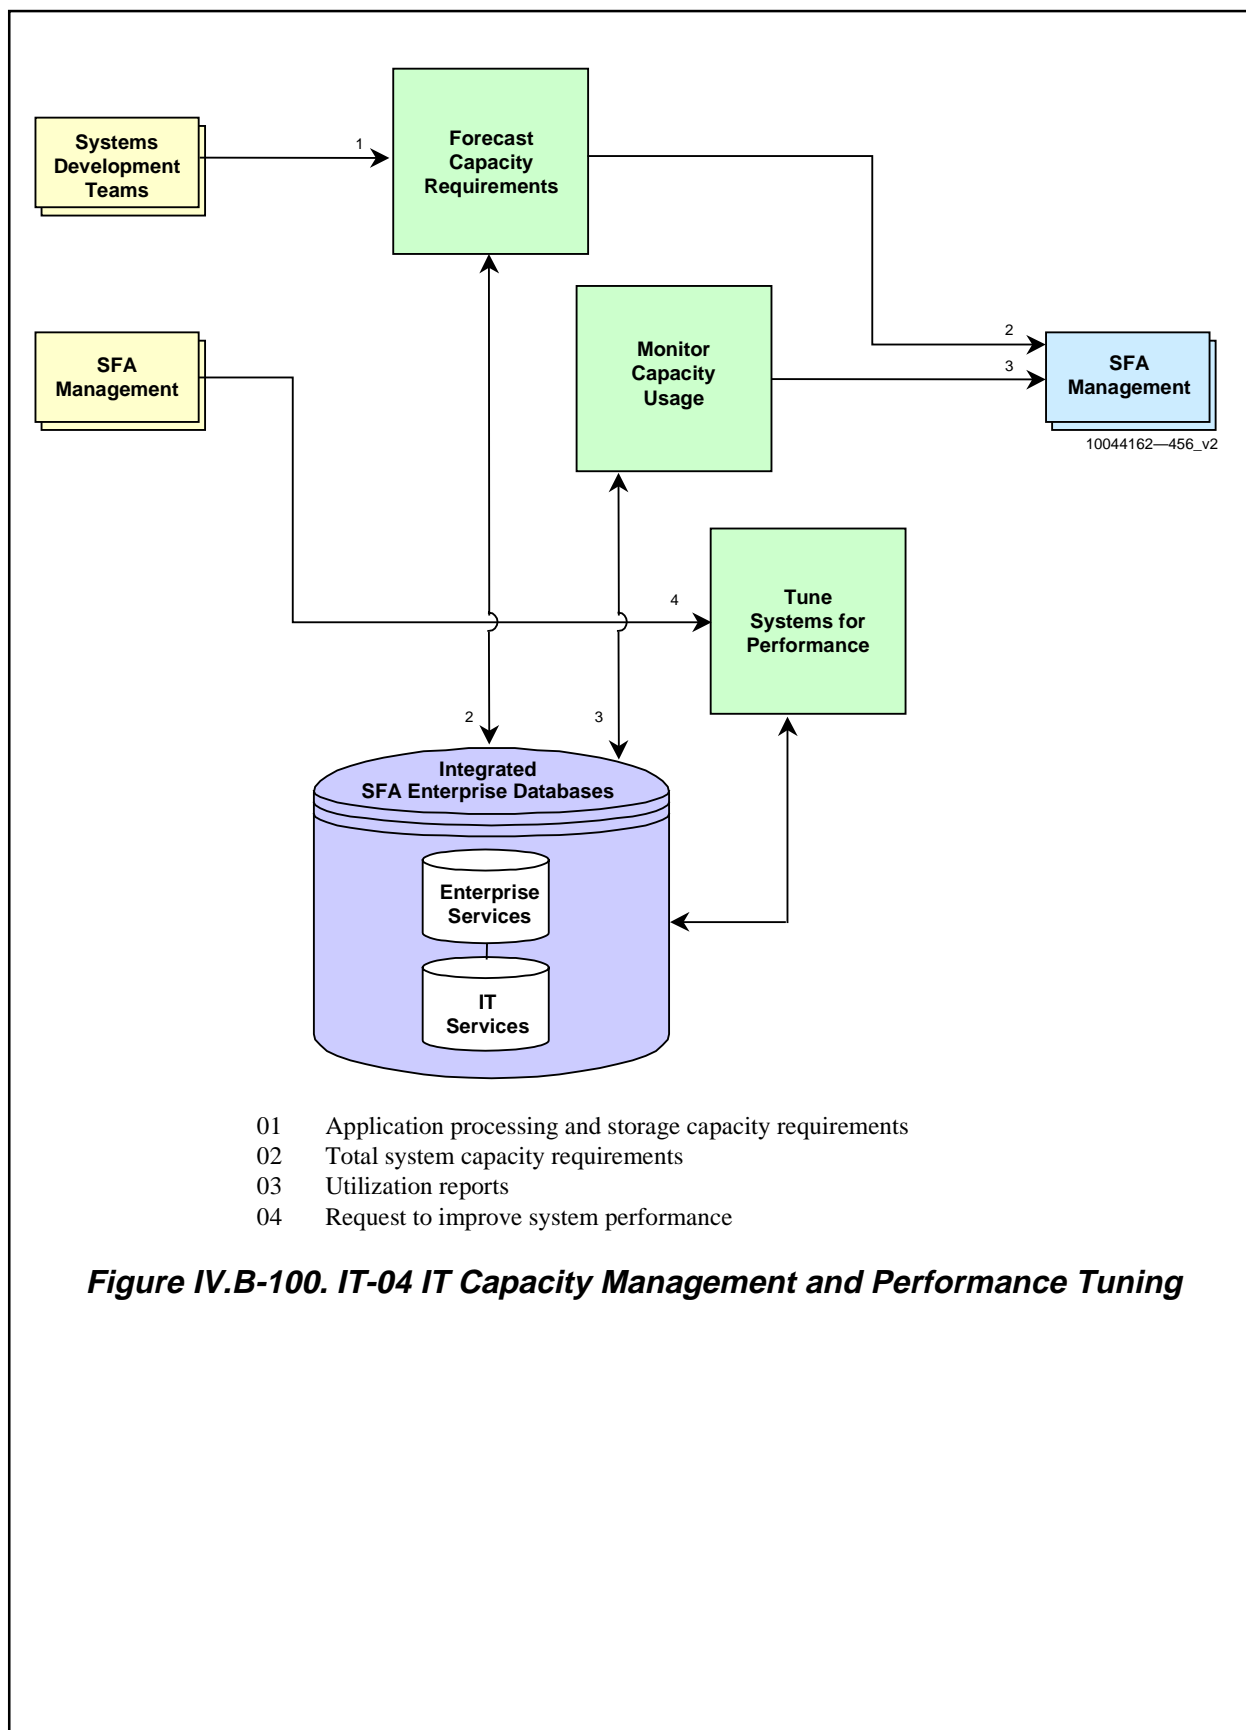 Systems
Development
Teams
1
Forecast
Capacity
Requirements
SFA
Management
Monitor
Capacity
Usage
2
3
SFA
Management
10044162—456_v2
4
Tune
Systems for
Performance
2
3
Integrated
SFA Enterprise Databases
Enterprise
Services
IT
Services
01 Application processing and storage capacity requirements
02 Total system capacity requirements
03 Utilization reports
04 Request to improve system performance
Figure IV.B-100. IT-04 IT Capacity Management and Performance Tuning